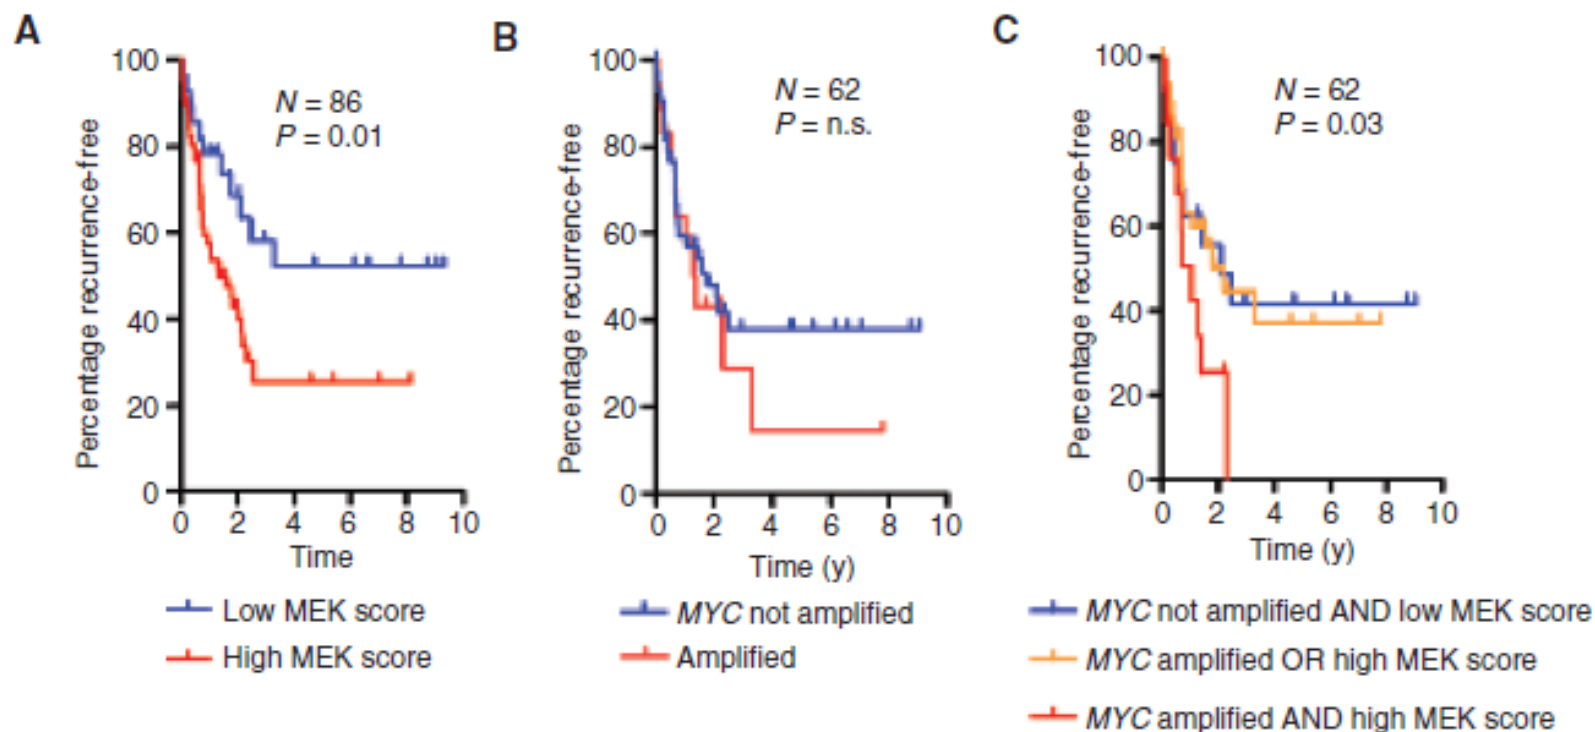 A
Percentage recurrence-free
100
80
60
40
20
0
N = 86
P = 0.01
0 2 4 6 8 10
Time
Low MEK score
High MEK score
B
Percentage recurrence-free
100
80
60
40
20
0
N = 62
P = n.s.
0 2 4 6 8 10
Time (y)
MYC not amplified
Amplified
C
Percentage recurrence-free
100
80
60
40
20
0
N = 62
P = 0.03
0 2 4 6 8 10
Time (y)
MYC not amplified AND low MEK score
MYC amplified OR high MEK score
MYC amplified AND high MEK score